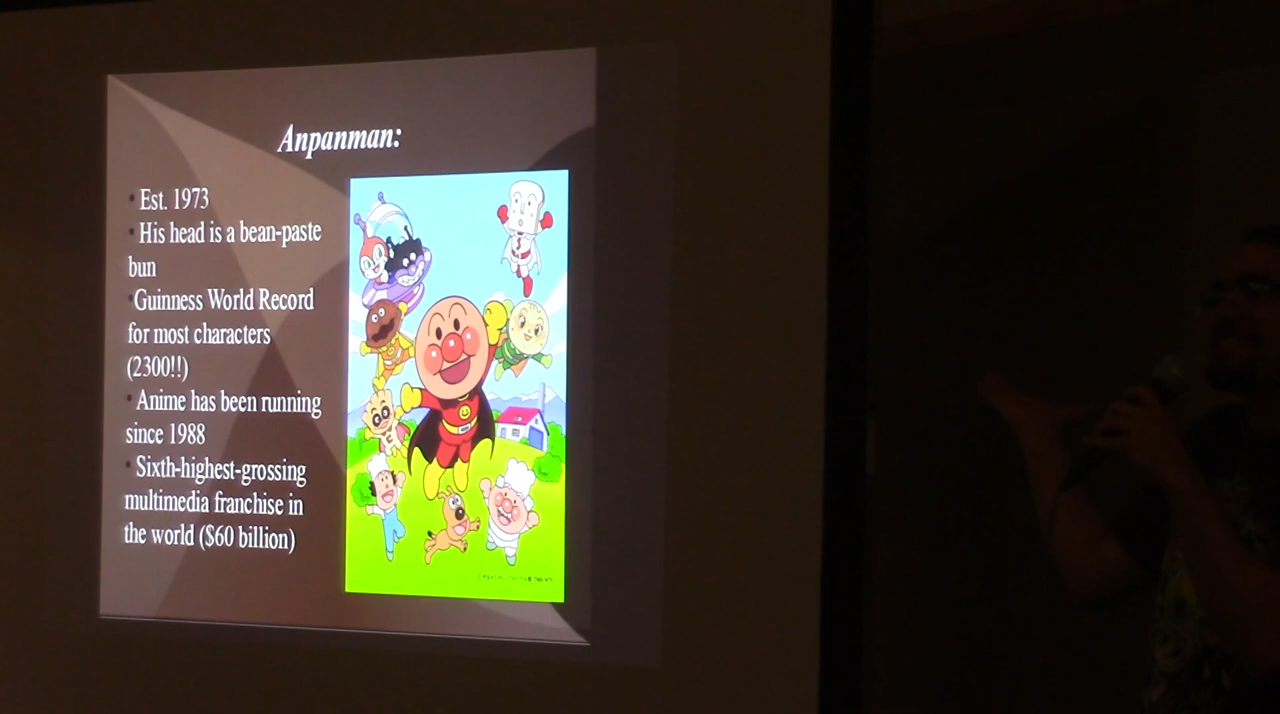 Anpanman:
• Est. 1973
• His head is a bean-paste
bun
•Guinness World Record
for most characters
(2300!!)
• Anime has been running
since 1988
• Sixth-highest-grossing
multimedia franchise in
the world ($60 billion)